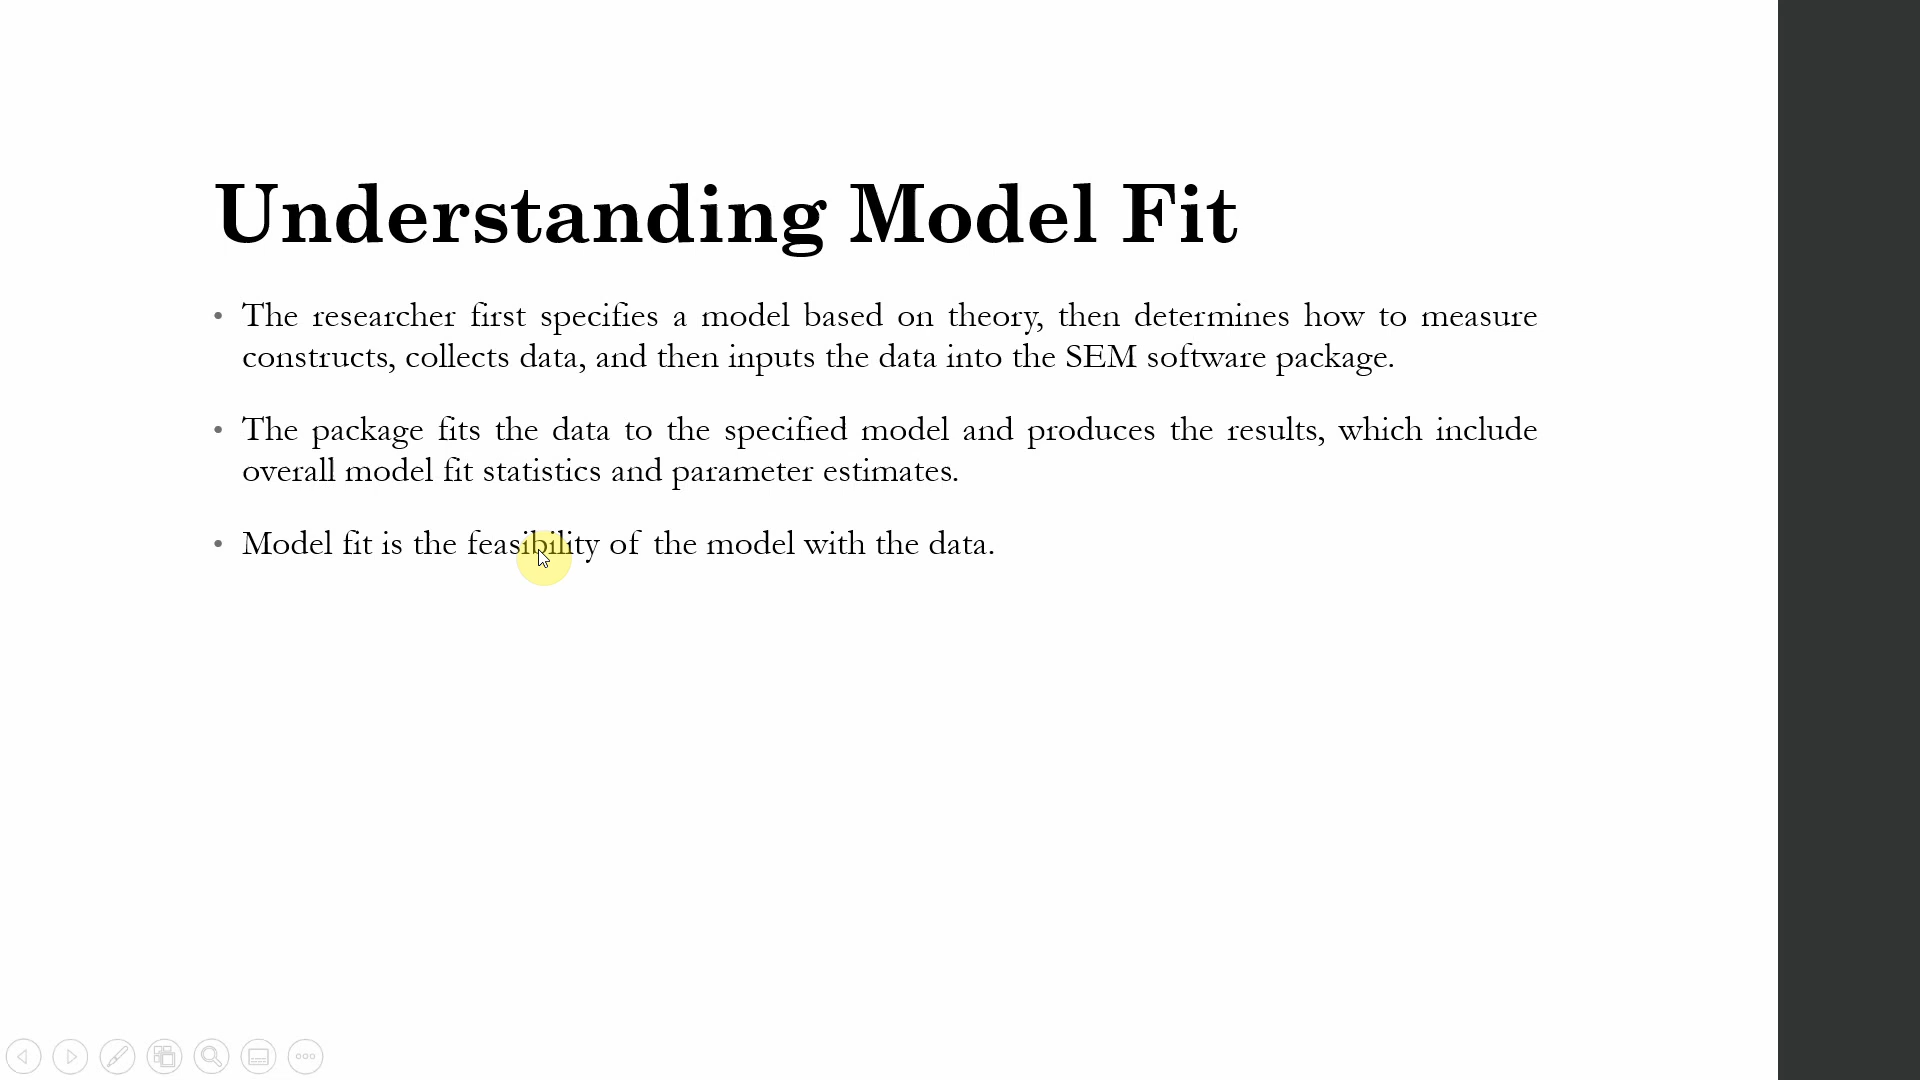 Understanding Model Fit
• The researcher first specifies a model based on theory, then determines how to measure
constructs, collects data, and then inputs the data into the SEM software package.
• The package fits the data to the specified model and produces the results, which include
overall model fit statistics and parameter estimates.
• Model fit is the feasibility of the model with the data.